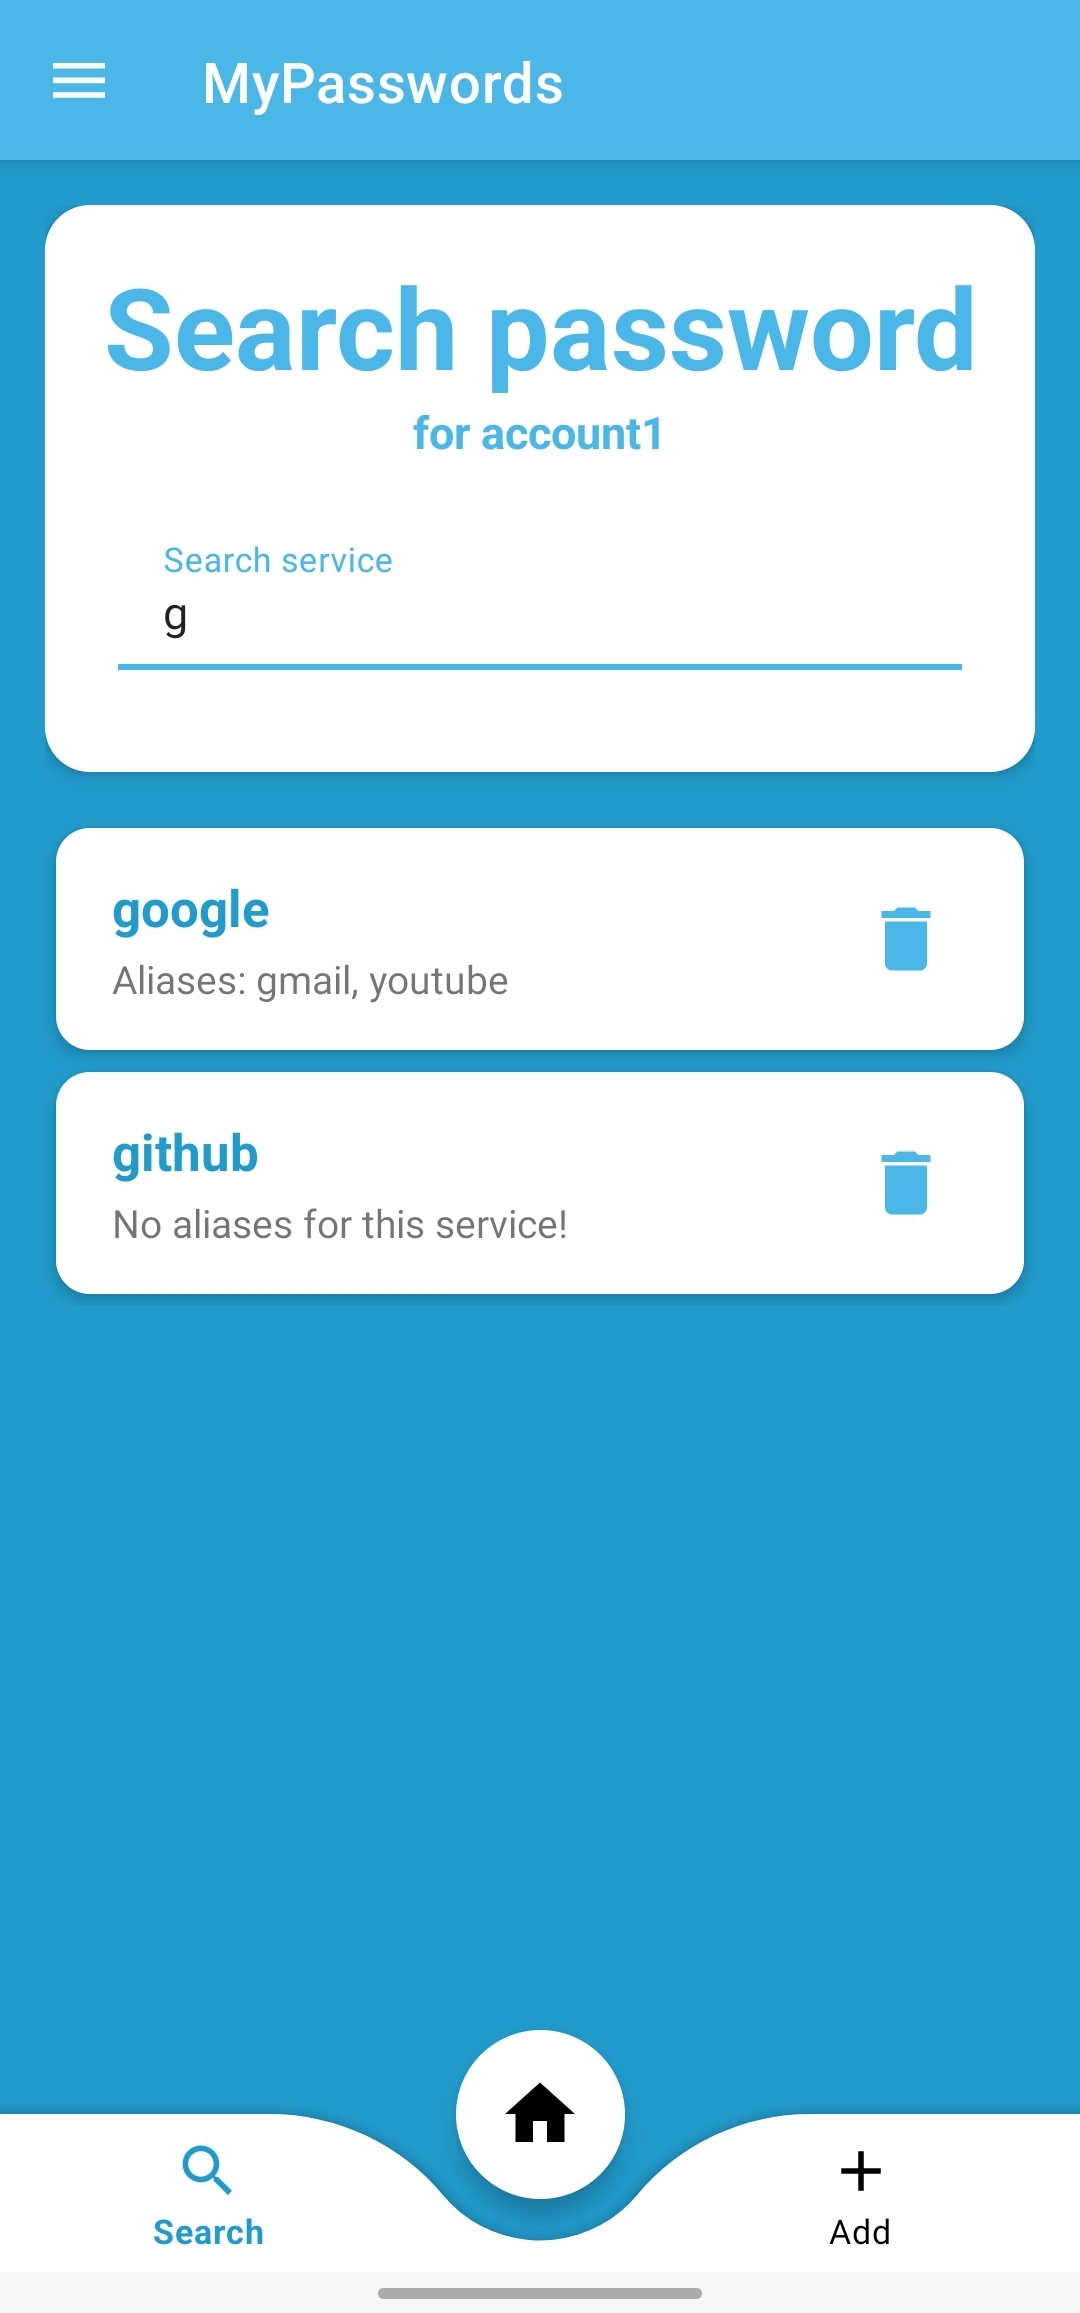 MyPasswords
Search password
for account1
Search service
g
google
Aliases: gmail, youtube
github
No aliases for this service!
Search
Add